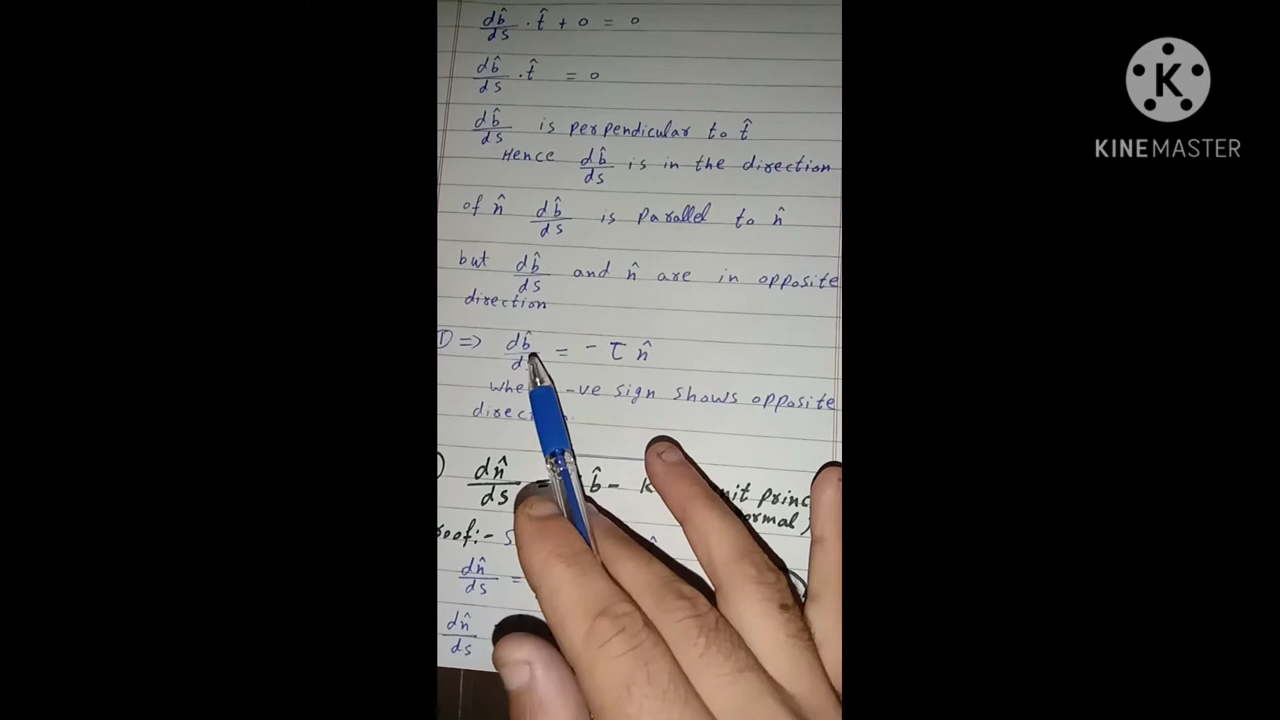 db̂/ds . t̂ + 0 = 0
db̂/ds . t̂ = 0
db̂/ds is perpendicular to t̂
Hence db̂/ds is in the direction
of n̂ db̂/ds is parallel to n̂
but db̂/ds and n̂ are in opposite
direction
① => db̂/ds = - τ n̂
-ve sign shows opposite
dn̂/ds b̂ - K
dn̂/ds =
dn̂/ds
K
KINEMASTER